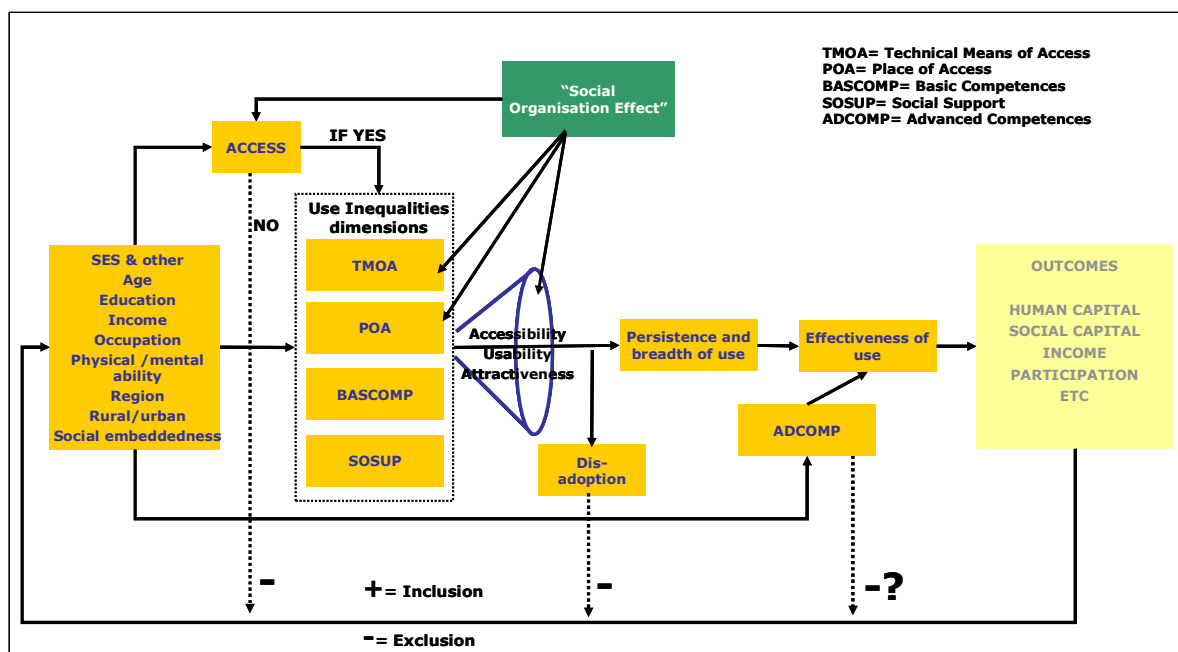 TMOA= Technical Means of Access
POA= Place of Access
BASCOMP= Basic Competences
SOSUP= Social Support
ADCOMP= Advanced Competences
“Social
Organisation Effect”
ACCESS
IF YES
NO
Use Inequalities
dimensions
TMOA
POA
BASCOMP
SOSUP
SES & other
Age
Education
Income
Occupation
Physical /mental
ability
Region
Rural/urban
Social embeddedness
Accessibility
Usability
Attractiveness
Persistence and
breadth of use
Effectiveness of
use
ADCOMP
Dis-
adoption
OUTCOMES
HUMAN CAPITAL
SOCIAL CAPITAL
INCOME
PARTICIPATION
ETC
-
+= Inclusion
-
-?
-= Exclusion